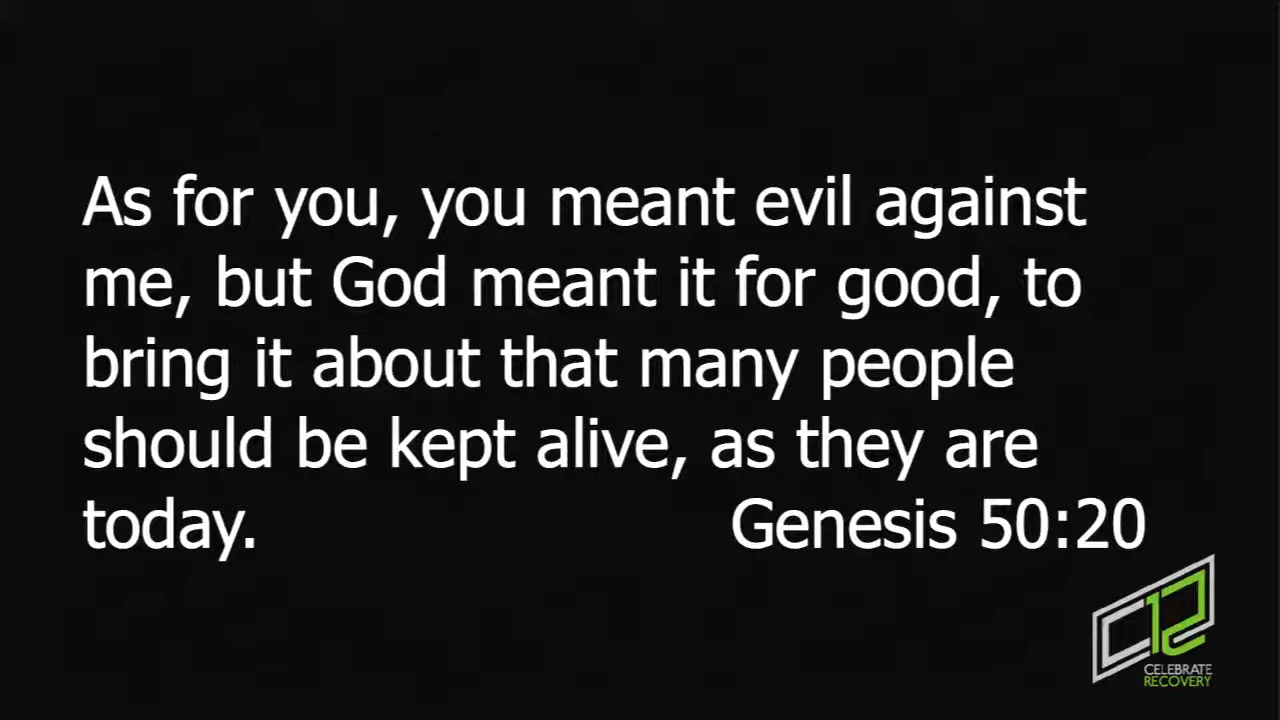 As for you, you meant evil against
me, but God meant it for good, to
bring it about that many people
should be kept alive, as they are
today. Genesis 50:20
C12
CELEBRATE
RECOVERY